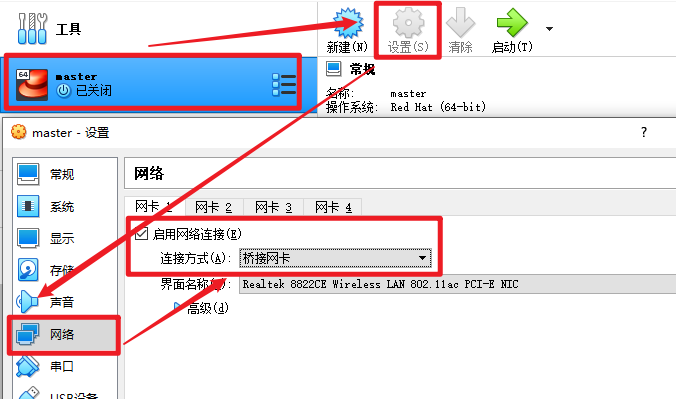 工具
新建(N) 设置(S) 清除 启动(T)
64
master
已关闭
常规
名称: master
操作系统: Red Hat (64-bit)
master - 设置 ?
常规
系统
显示
存储
声音
网络
串口
USB设备
网络
网卡 1 网卡 2 网卡 3 网卡 4
启用网络连接(E)
连接方式(A): 桥接网卡
界面名称 : Realtek 8822CE Wireless LAN 802.11ac PCI-E NIC
高级(d)